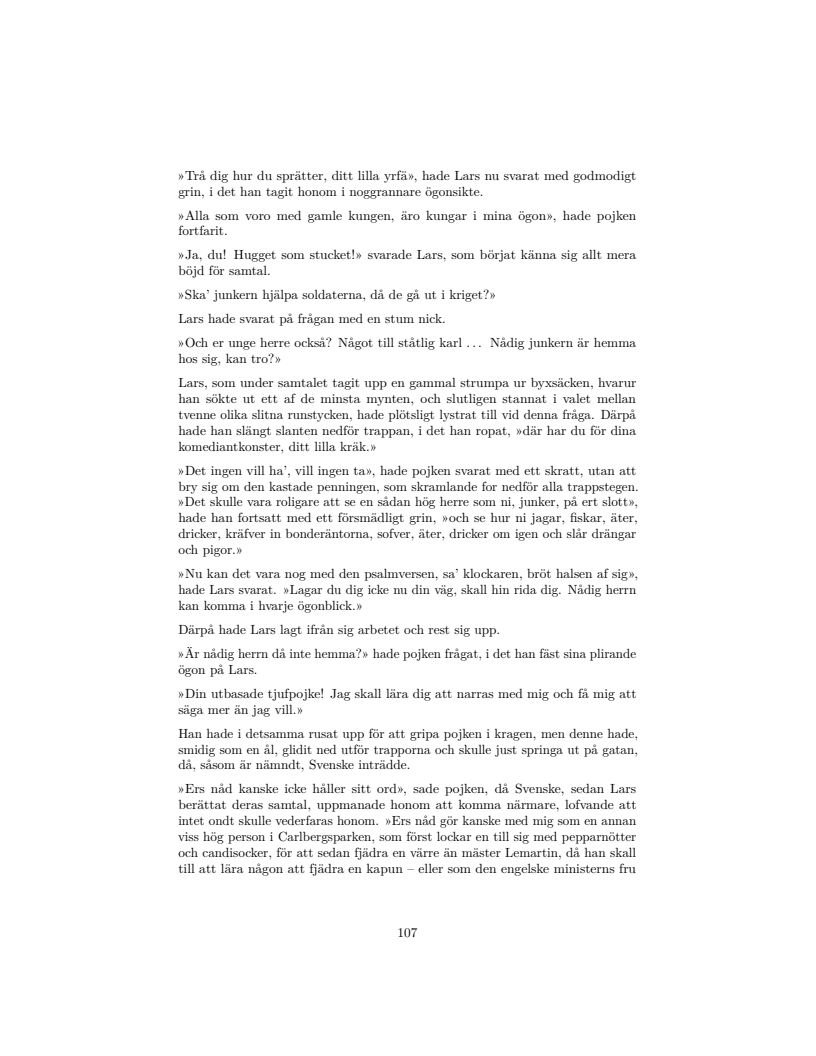 »Trå dig hur du sprätter, ditt lilla yrfä», hade Lars nu svarat med godmodigt
grin, i det han tagit honom i noggrannare ögonsikte.
»Alla som voro med gamle kungen, äro kungar i mina ögon», hade pojken
fortfarit.
»Ja, du! Hugget som stucket!» svarade Lars, som börjat känna sig allt mera
böjd för samtal.
»Ska’ junkern hjälpa soldaterna, då de gå ut i kriget?»
Lars hade svarat på frågan med en stum nick.
»Och er unge herre också? Något till ståtlig karl ... Nådig junkern är hemma
hos sig, kan tro?»
Lars, som under samtalet tagit upp en gammal strumpa ur byxsäcken, hvarur
han sökte ut ett af de minsta mynten, och slutligen stannat i valet mellan
tvenne olika slitna runstycken, hade plötsligt lystrat till vid denna fråga. Därpå
hade han slängt slanten nedför trappan, i det han ropat, »där har du för dina
komediantkonster, ditt lilla kräk.»
»Det ingen vill ha’, vill ingen ta», hade pojken svarat med ett skratt, utan att
bry sig om den kastade penningen, som skramlande for nedför alla trappstegen.
»Det skulle vara roligare att se en sådan hög herre som ni, junker, på ert slott»,
hade han fortsatt med ett försmädligt grin, »och se hur ni jagar, fiskar, äter,
dricker, kräfver in bonderäntorna, sofver, äter, dricker om igen och slår drängar
och pigor.»
»Nu kan det vara nog med den psalmversen, sa’ klockaren, bröt halsen af sig»,
hade Lars svarat. »Lagar du dig icke nu din väg, skall hin rida dig. Nådig herrn
kan komma i hvarje ögonblick.»
Därpå hade Lars lagt ifrån sig arbetet och rest sig upp.
»Är nådig herrn då inte hemma?» hade pojken frågat, i det han fäst sina plirande
ögon på Lars.
»Din utbasade tjufpojke! Jag skall lära dig att narras med mig och få mig att
säga mer än jag vill.»
Han hade i detsamma rusat upp för att gripa pojken i kragen, men denne hade,
smidig som en ål, glidit ned utför trapporna och skulle just springa ut på gatan,
då, såsom är nämndt, Svenske inträdde.
»Ers nåd kanske icke håller sitt ord», sade pojken, då Svenske, sedan Lars
berättat deras samtal, uppmanade honom att komma närmare, lofvande att
intet ondt skulle vederfaras honom. »Ers nåd gör kanske med mig som en annan
viss hög person i Carlbergsparken, som först lockar en till sig med pepparnötter
och candisocker, för att sedan fjädra en värre än mäster Lemartin, då han skall
till att lära någon att fjädra en kapun – eller som den engelske ministerns fru
107